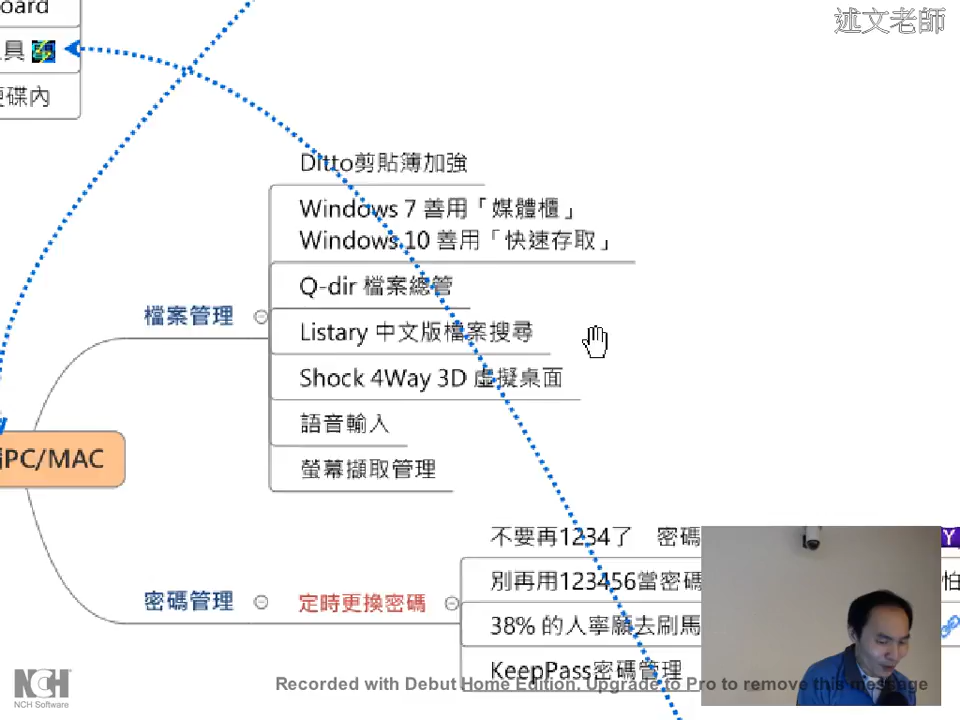 oard
述文老師
具
硬碟內
Ditto剪貼簿加強
Windows 7 善用「媒體櫃」
Windows 10 善用「快速存取」
Q-dir 檔案總管
檔案管理
Listary 中文版檔案搜尋
Shock 4Way 3D 虛擬桌面
語音輸入
PC/MAC
螢幕擷取管理
不要再1234了 密碼
別再用123456當密碼
怕
密碼管理
定時更換密碼
38% 的人寧願去刷馬
KeepPass密碼管理
NCH
NCH Software
Recorded with Debut Home Edition. Upgrade to Pro to remove this message